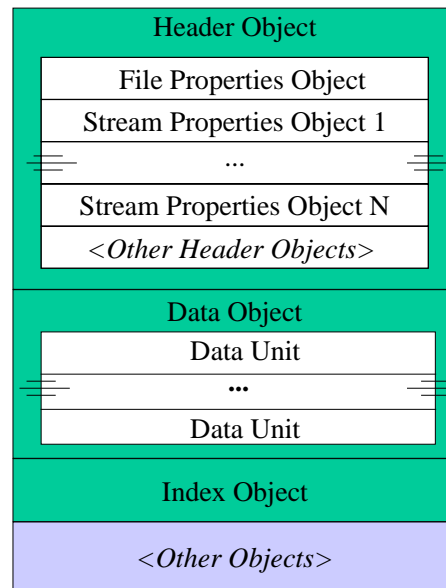 Header Object
File Properties Object
Stream Properties Object 1
...
Stream Properties Object N
<Other Header Objects>
Data Object
Data Unit
...
Data Unit
Index Object
<Other Objects>